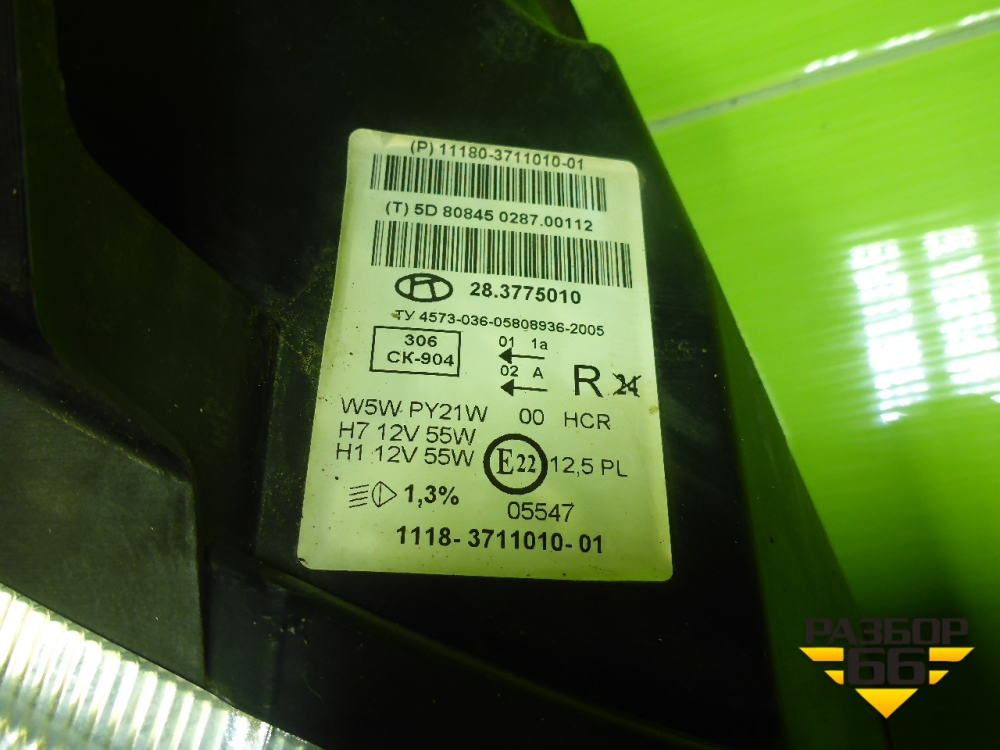 (P) 11180-3711010-01
(T) 5D 80845 0287.00112
28.3775010
ТУ 4573-036-05808936-2005
306
СК-904
01 1a
02 A
R 24
W5W PY21W 00 HCR
H7 12V 55W
H1 12V 55W E22 12,5 PL
1,3%
05547
1118-3711010-01
РАЗБОР
66